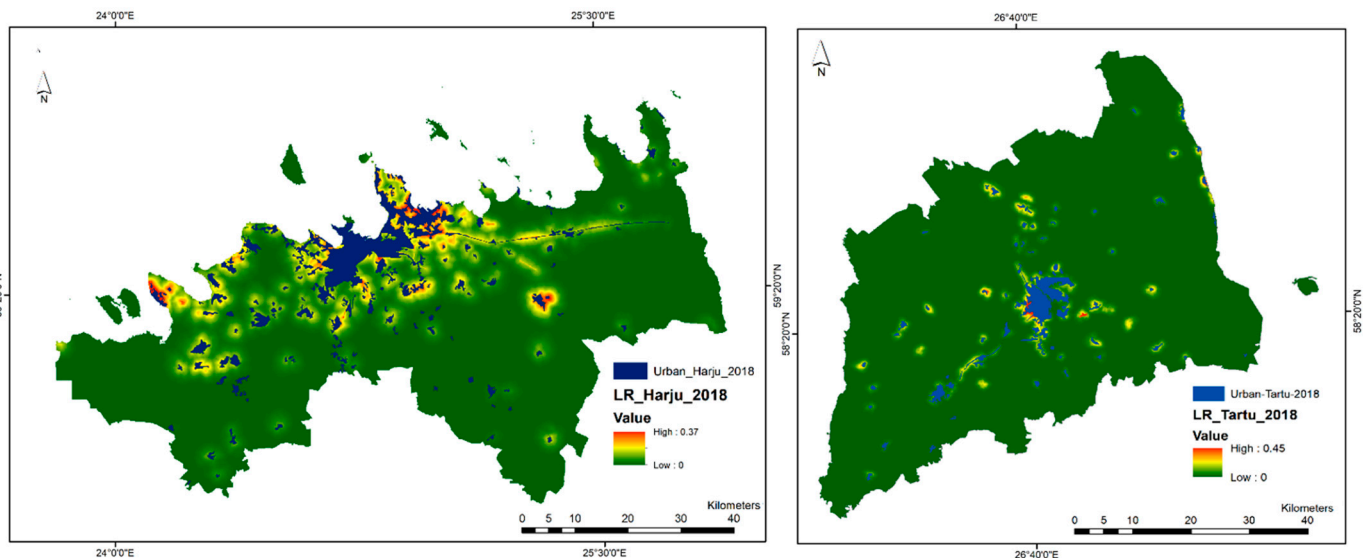 24°0'0"E
25°30'0"E
N
59°20'0"N
Urban_Harju_2018
LR_Harju_2018
Value
High : 0.37
Low : 0
Kilometers
0 5 10 20 30 40
24°0'0"E
25°30'0"E
26°40'0"E
N
58°20'0"N
58°20'0"N
Urban-Tartu-2018
LR_Tartu_2018
Value
High : 0.45
Low : 0
Kilometers
0 5 10 20 30 40
26°40'0"E